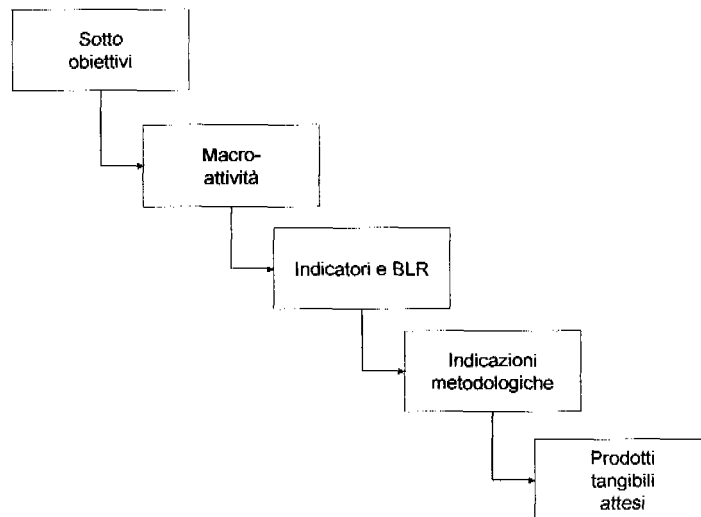 Sotto
obiettivi
Macro-
attività
Indicatori e BLR
Indicazioni
metodologiche
Prodotti
tangibili
attesi